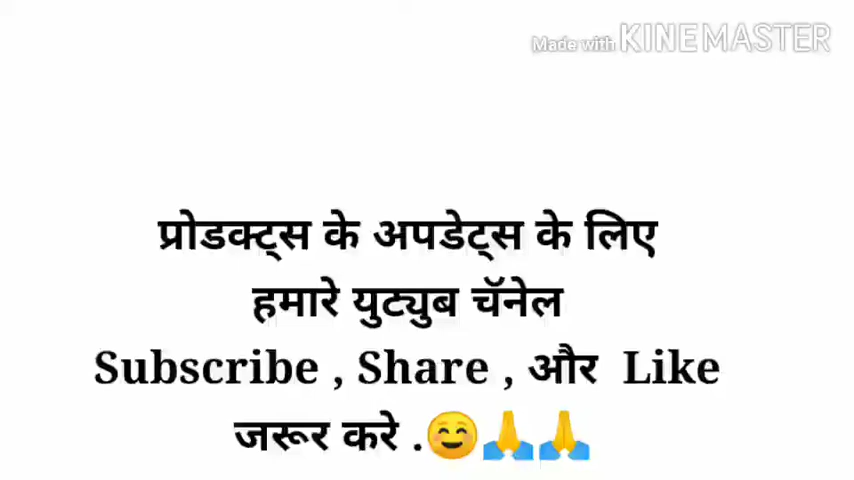 Made with KINEMASTER
प्रोडक्ट्स के अपडेट्स के लिए
हमारे युट्युब चॅनेल
Subscribe , Share , और Like
जरूर करे .☺️🙏🙏